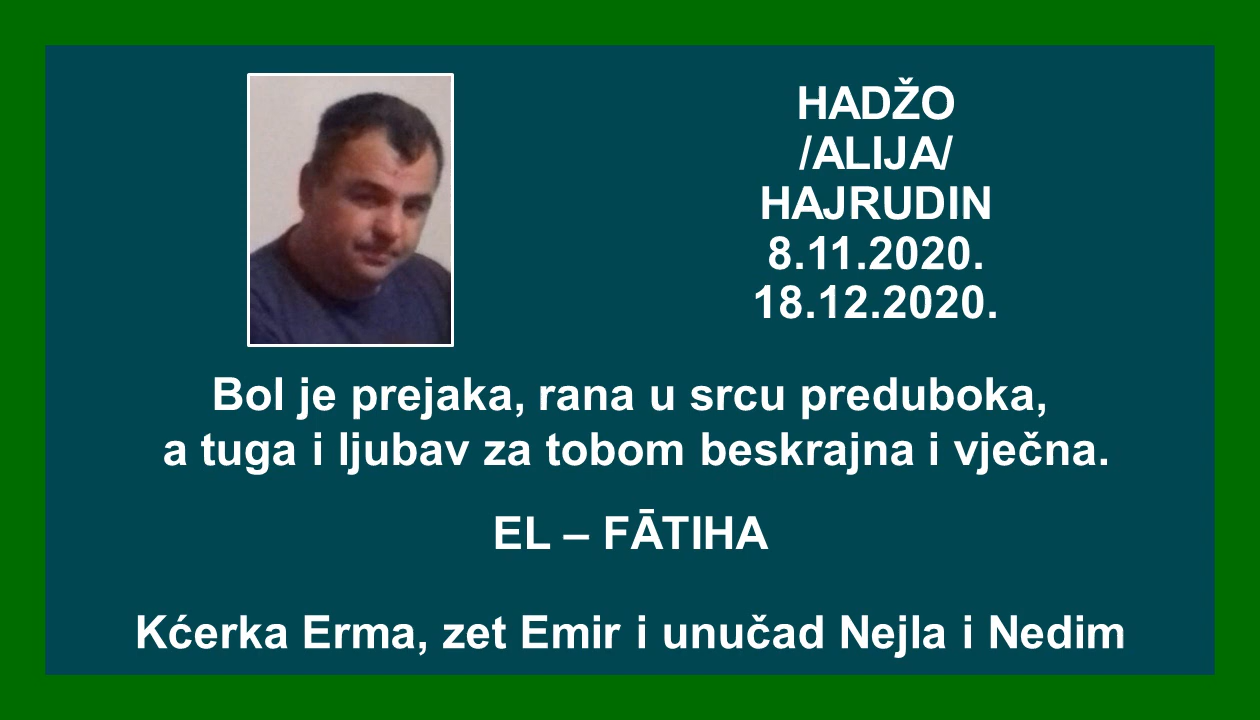 HADŽO
/ALIJA/
HAJRUDIN
8.11.2020.
18.12.2020.
Bol je prejaka, rana u srcu preduboka,
a tuga i ljubav za tobom beskrajna i vječna.
EL – FĀTIHA
Kćerka Erma, zet Emir i unučad Nejla i Nedim